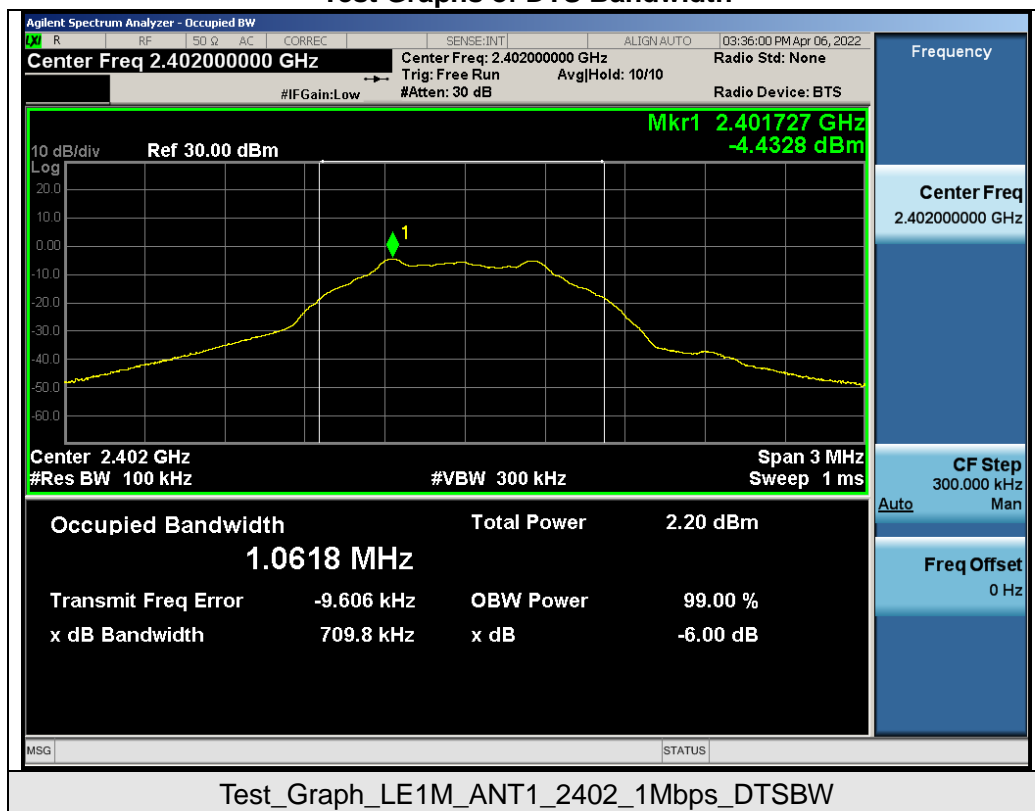 Test Graphs of DTS Bandwidth
Agilent Spectrum Analyzer - Occupied BW
LXI R RF 50 Ω AC CORREC SENSE:INT ALIGN AUTO 03:36:00 PM Apr 06, 2022
Center Freq 2.402000000 GHz
Center Freq: 2.402000000 GHz
Radio Std: None
Trig: Free Run Avg|Hold: 10/10
#IFGain:Low #Atten: 30 dB
Radio Device: BTS
Mkr1 2.401727 GHz
-4.4328 dBm
10 dB/div Ref 30.00 dBm
Log
20.0
10.0
0.00
-10.0
-20.0
-30.0
-40.0
-50.0
-60.0
1
Center 2.402 GHz Span 3 MHz
#Res BW 100 kHz #VBW 300 kHz Sweep 1 ms
Occupied Bandwidth Total Power 2.20 dBm
1.0618 MHz
Transmit Freq Error -9.606 kHz OBW Power 99.00 %
x dB Bandwidth 709.8 kHz x dB -6.00 dB
MSG STATUS
Frequency
Center Freq
2.402000000 GHz
CF Step
300.000 kHz
Auto Man
Freq Offset
0 Hz
Test_Graph_LE1M_ANT1_2402_1Mbps_DTSBW